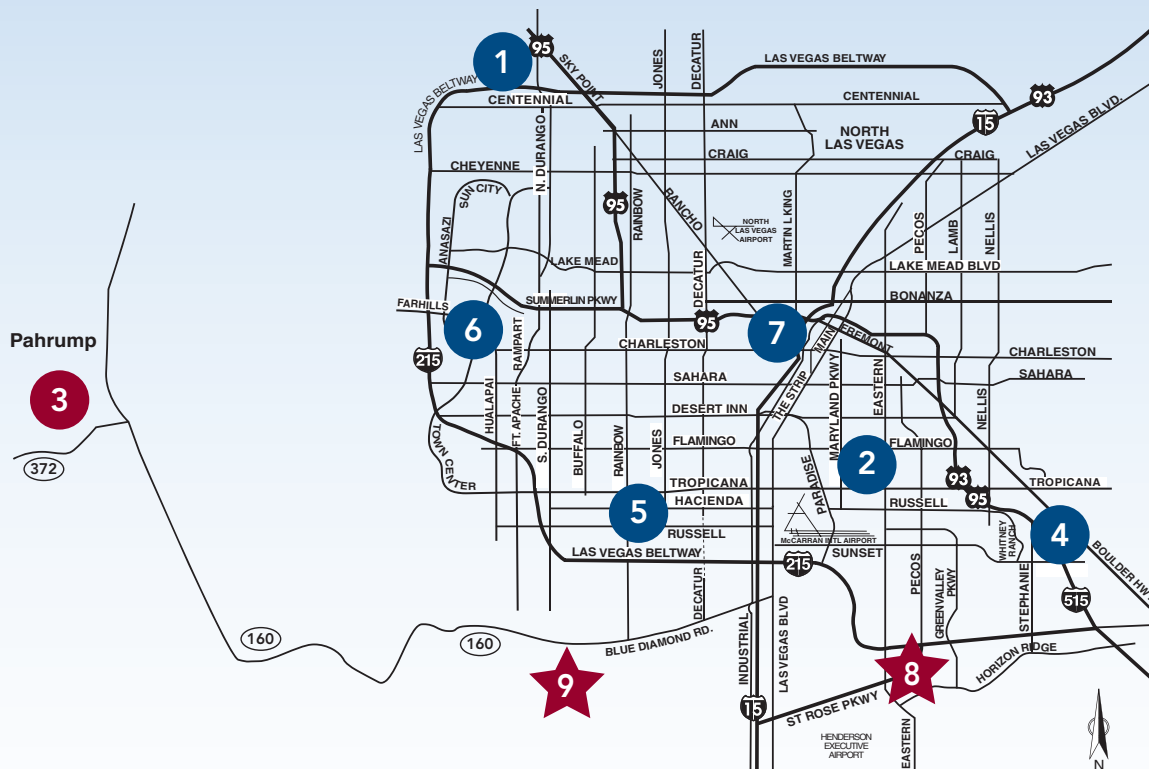 1
95
SKY POINT
JONES
DECATUR
LAS VEGAS BELTWAY
LAS VEGAS BELTWAY
CENTENNIAL
CENTENNIAL
93
15
LAS VEGAS BLVD.
N. DURANGO
ANN
NORTH
LAS VEGAS
CRAIG
CRAIG
CHEYENNE
SUN CITY
95
RAINBOW
RANCHO
MARTIN L KING
NORTH
LAS VEGAS
AIRPORT
PECOS
LAMB
NELLIS
ANASAZI
LAKE MEAD
LAKE MEAD BLVD
DECATUR
SUMMERLIN PKWY
BONANZA
FARHILLS
6
95
7
MAIN
FREMONT
Pahrump
3
372
215
RAMPART
CHARLESTON
CHARLESTON
SAHARA
SAHARA
THE STRIP
MARYLAND PKWY
EASTERN
NELLIS
HUALAPAI
FT. APACHE
S. DURANGO
BUFFALO
RAINBOW
JONES
DESERT INN
FLAMINGO
FLAMINGO
TOWN CENTER
2
93
95
TROPICANA
TROPICANA
HACIENDA
PARADISE
RUSSELL
5
RUSSELL
McCARRAN INTL AIRPORT
SUNSET
WHITNEY
RANCH
4
BOULDER HWY
LAS VEGAS BELTWAY
215
DECATUR
PECOS
GREENVALLEY
PKWY
STEPHANIE
515
160
160
BLUE DIAMOND RD.
INDUSTRIAL
LAS VEGAS BLVD
9
8
HORIZON RIDGE
15
ST ROSE PKWY
HENDERSON
EXECUTIVE
AIRPORT
EASTERN
N